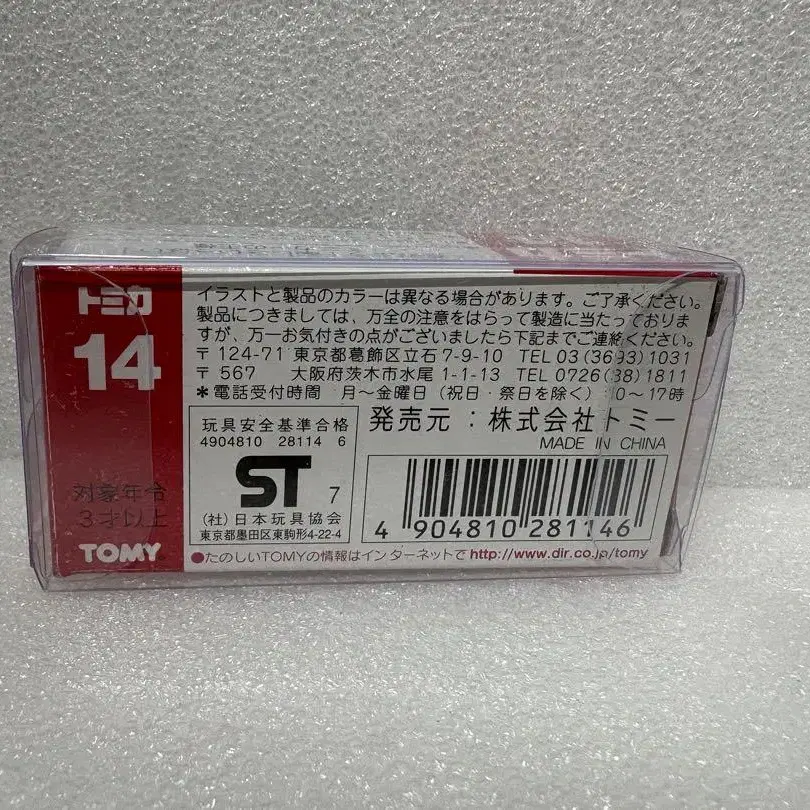 トミカ
14
対象年令
3才以上
TOMY
イラストと製品のカラーは異なる場合があります。ご了承ください。
製品につきましては、万全の注意をはらって製造に当たっておりま
すが、万一お気付きの点がございましたら下記までご連絡ください。
〒124-71 東京都葛飾区立石7-9-10 TEL 03(3693)1031
〒567 大阪府茨木市水尾1-1-13 TEL 0726(38)1811
＊電話受付時間 月～金曜日(祝日・祭日を除く) 10～17時
玩具安全基準合格
4904810 28114 6
ST 7
(社)日本玩具協会
東京都墨田区東駒形4-22-4
発売元：株式会社トミー
MADE IN CHINA
4 904810 281146
●たのしいTOMYの情報はインターネットで http://www.dir.co.jp/tomy